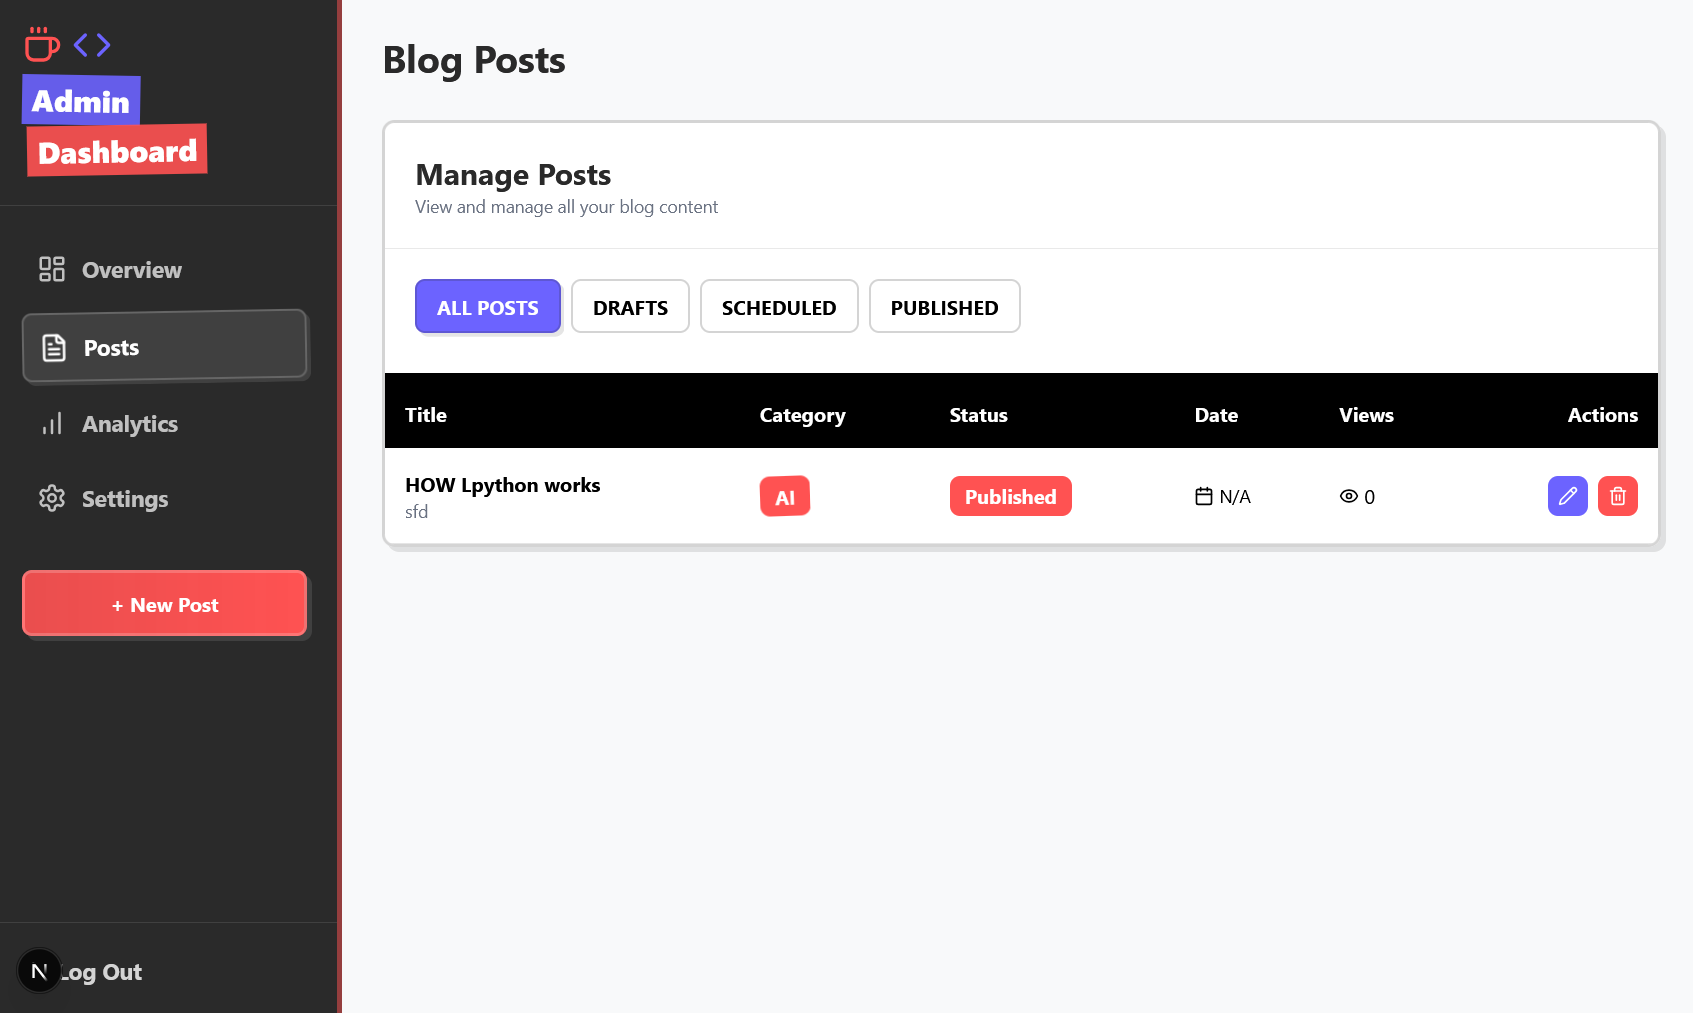 Admin
Dashboard
Overview
Posts
Analytics
Settings
+ New Post
N
Log Out
Blog Posts
Manage Posts
View and manage all your blog content
ALL POSTS DRAFTS SCHEDULED PUBLISHED
Title Category Status Date Views Actions
HOW Lpython works AI Published N/A 0
sfd